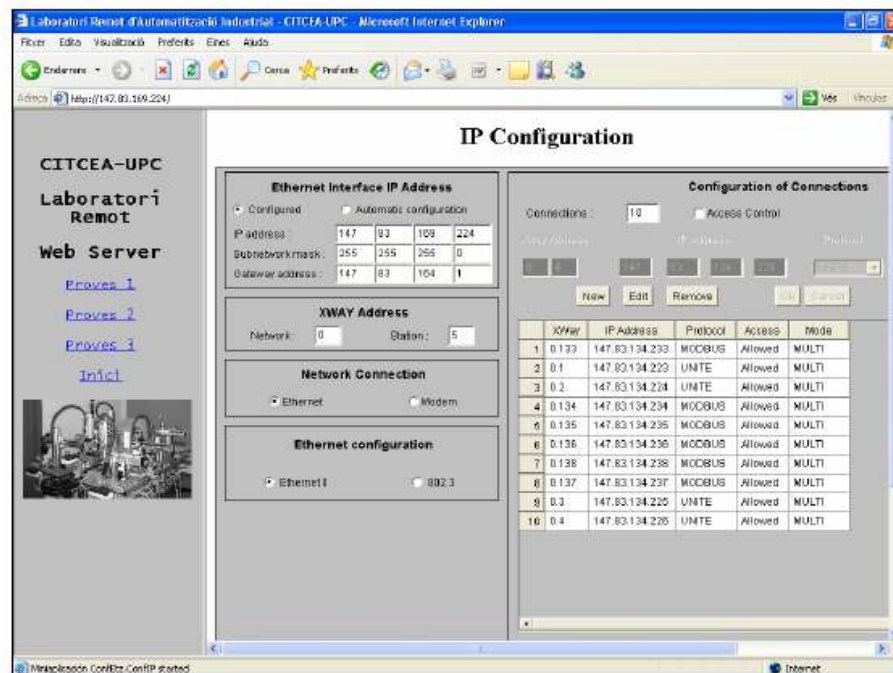 Laboratori Remot d'Automatització Industrial - CITCEA-UPC - Microsoft Internet Explorer
Fitxer Edita Visualització Preferits Eines Ajuda
Enderrere Cerca Preferits
Adreça http://147.83.169.224/ Vés Vincles
CITCEA-UPC
Laboratori
Remot
Web Server
Proves 1
Proves 2
Proves 3
Inici
IP Configuration
Ethernet Interface IP Address
Configured Automatic configuration
IP address : 147 83 169 224
Subnetwork mask : 255 255 255 0
Gateway address : 147 83 164 1
XWAY Address
Network : 0 Station : 5
Network Connection
Ethernet Modem
Ethernet configuration
Ethernet II 802.3
Configuration of Connections
Connections : 10 Access Control
New Edit Remove Ok Cancel
XWay IP Address Protocol Access Mode
1 0.133 147.83.134.233 MODBUS Allowed MULTI
2 0.1 147.83.134.223 UNITE Allowed MULTI
3 0.2 147.83.134.224 UNITE Allowed MULTI
4 0.134 147.83.134.234 MODBUS Allowed MULTI
5 0.135 147.83.134.235 MODBUS Allowed MULTI
6 0.136 147.83.134.236 MODBUS Allowed MULTI
7 0.138 147.83.134.238 MODBUS Allowed MULTI
8 0.137 147.83.134.237 MODBUS Allowed MULTI
9 0.3 147.83.134.225 UNITE Allowed MULTI
10 0.4 147.83.134.226 UNITE Allowed MULTI
Miniaplicación ConfEtz.ConfIP started Internet